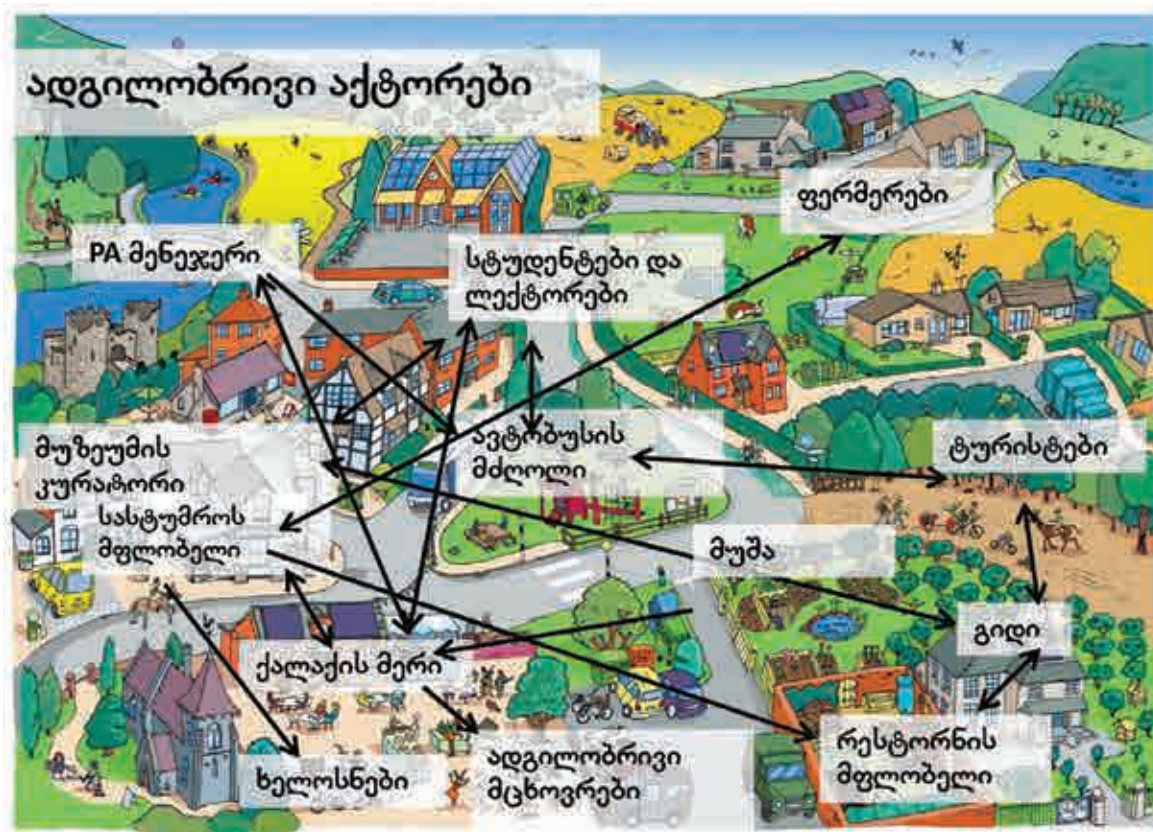 ადგილობრივი აქტორები
ფერმერები
PA მენეჯერი
სტუდენტები და
ლექტორები
მუზეუმის
კურატორი
ავტობუსის
მძღოლი
ტურისტები
სასტუმროს
მფლობელი
მუშა
გიდი
ქალაქის მერი
ხელოსნები
ადგილობრივი
მცხოვრები
რესტორნის
მფლობელი